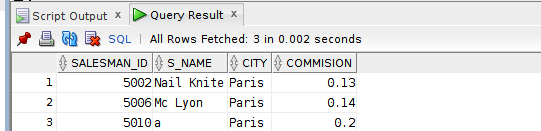 Script Output x Query Result x
SQL | All Rows Fetched: 3 in 0.002 seconds
SALESMAN_ID S_NAME CITY COMMISION
1 5002 Nail Knite Paris 0.13
2 5006 Mc Lyon Paris 0.14
3 5010 a Paris 0.2